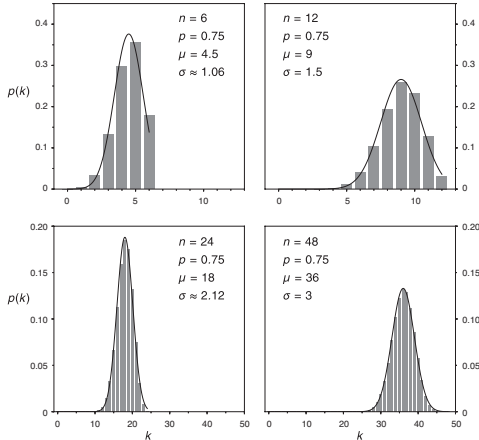 0.4
0.3
0.2
0.1
0
p(k)
n = 6
p = 0.75
μ = 4.5
σ ≈ 1.06
0 5 10
n = 12
p = 0.75
μ = 9
σ = 1.5
0.4
0.3
0.2
0.1
0
0 5 10
0.20
0.15
0.10
0.05
0
p(k)
n = 24
p = 0.75
μ = 18
σ ≈ 2.12
0 10 20 30 40 50
k
n = 48
p = 0.75
μ = 36
σ = 3
0.20
0.15
0.10
0.05
0
0 10 20 30 40 50
k